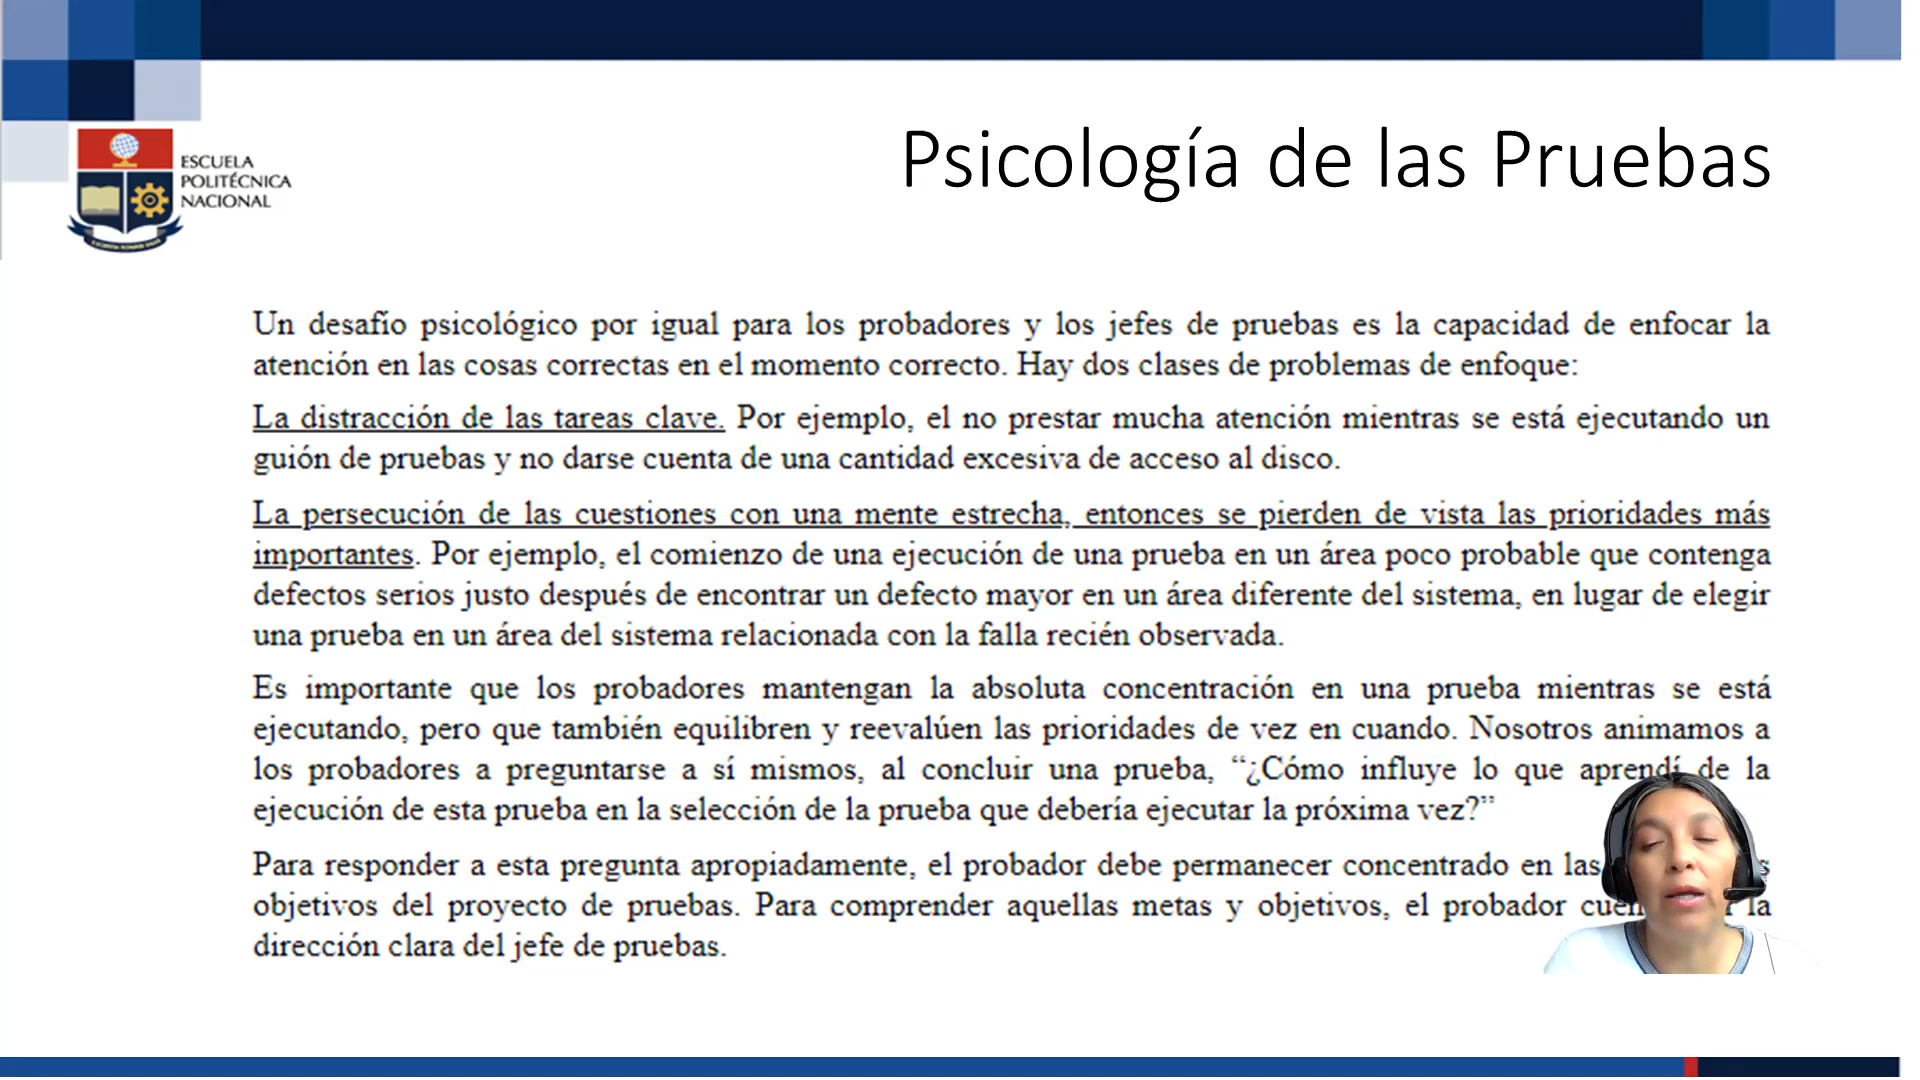 ESCUELA
POLITÉCNICA
NACIONAL
Psicología de las Pruebas
Un desafío psicológico por igual para los probadores y los jefes de pruebas es la capacidad de enfocar la
atención en las cosas correctas en el momento correcto. Hay dos clases de problemas de enfoque:
La distracción de las tareas clave. Por ejemplo, el no prestar mucha atención mientras se está ejecutando un
guión de pruebas y no darse cuenta de una cantidad excesiva de acceso al disco.
La persecución de las cuestiones con una mente estrecha, entonces se pierden de vista las prioridades más
importantes. Por ejemplo, el comienzo de una ejecución de una prueba en un área poco probable que contenga
defectos serios justo después de encontrar un defecto mayor en un área diferente del sistema, en lugar de elegir
una prueba en un área del sistema relacionada con la falla recién observada.
Es importante que los probadores mantengan la absoluta concentración en una prueba mientras se está
ejecutando, pero que también equilibren y reevalúen las prioridades de vez en cuando. Nosotros animamos a
los probadores a preguntarse a sí mismos, al concluir una prueba, “¿Cómo influye lo que aprendí de la
ejecución de esta prueba en la selección de la prueba que debería ejecutar la próxima vez?”
Para responder a esta pregunta apropiadamente, el probador debe permanecer concentrado en las
objetivos del proyecto de pruebas. Para comprender aquellas metas y objetivos, el probador la
dirección clara del jefe de pruebas.